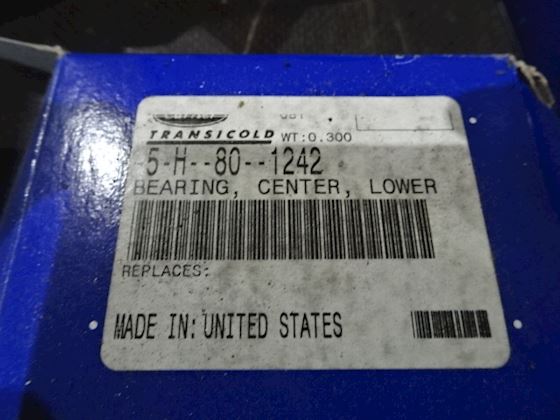 TRANSICOLD
WT:0.300
-5-H--80--1242
BEARING, CENTER, LOWER
REPLACES:
MADE IN: UNITED STATES